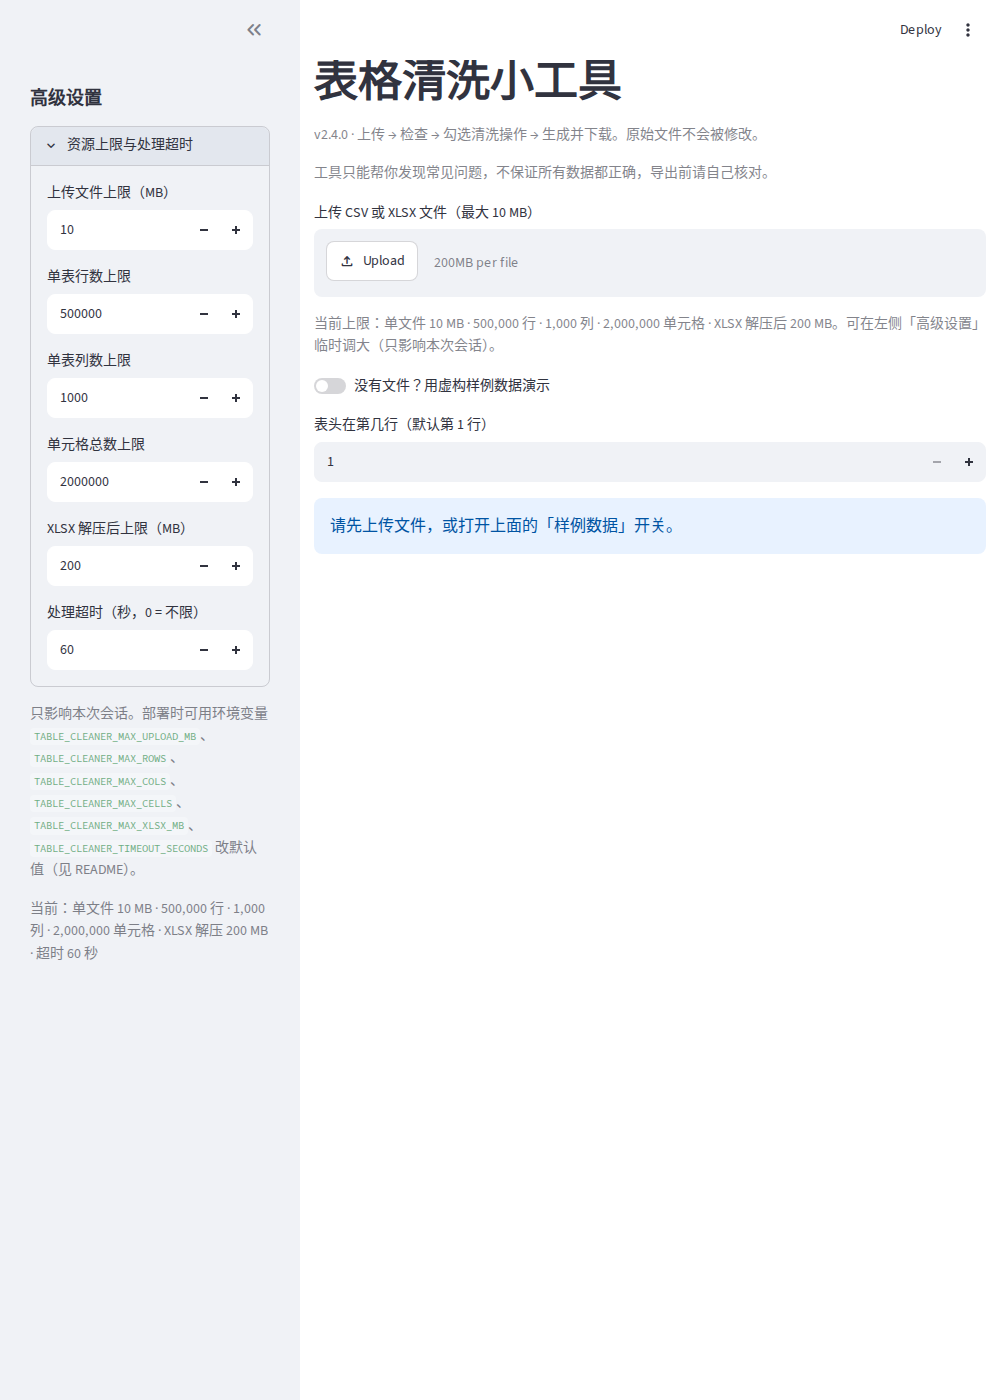 高级设置
资源上限与处理超时
上传文件上限（MB）
10
单表行数上限
500000
单表列数上限
1000
单元格总数上限
2000000
XLSX 解压后上限（MB）
200
处理超时（秒，0 = 不限）
60
只影响本次会话。部署时可用环境变量
TABLE_CLEANER_MAX_UPLOAD_MB 、
TABLE_CLEANER_MAX_ROWS 、
TABLE_CLEANER_MAX_COLS 、
TABLE_CLEANER_MAX_CELLS 、
TABLE_CLEANER_MAX_XLSX_MB 、
TABLE_CLEANER_TIMEOUT_SECONDS 改默认
值（见 README）。
当前：单文件 10 MB · 500,000 行 · 1,000
列 · 2,000,000 单元格 · XLSX 解压 200 MB
· 超时 60 秒
Deploy
表格清洗小工具
v2.4.0 · 上传 → 检查 → 勾选清洗操作 → 生成并下载。原始文件不会被修改。
工具只能帮你发现常见问题，不保证所有数据都正确，导出前请自己核对。
上传 CSV 或 XLSX 文件（最大 10 MB）
Upload 200MB per file
当前上限：单文件 10 MB · 500,000 行 · 1,000 列 · 2,000,000 单元格 · XLSX 解压后 200 MB。可在左侧「高级设置」
临时调大（只影响本次会话）。
没有文件？用虚构样例数据演示
表头在第几行（默认第 1 行）
1
请先上传文件，或打开上面的「样例数据」开关。